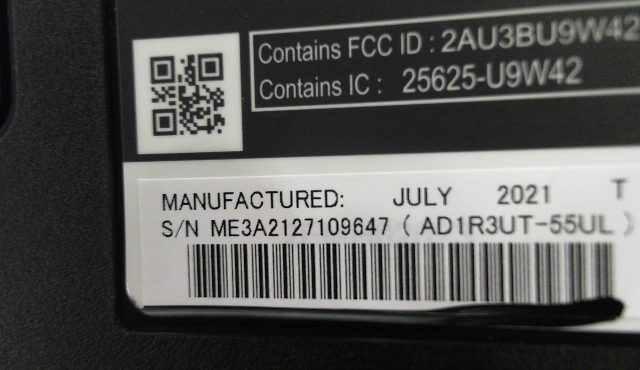 Contains FCC ID : 2AU3BU9W42
Contains IC : 25625-U9W42
MANUFACTURED: JULY 2021 T
S/N ME3A2127109647 ( AD1R3UT-55UL )